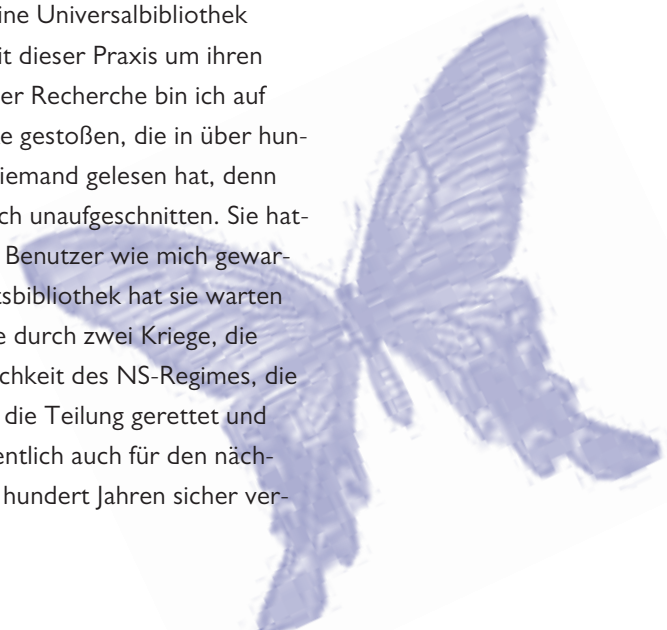 ine Universalbibliothek
it dieser Praxis um ihren
er Recherche bin ich auf
e gestoßen, die in über hun-
iemand gelesen hat, denn
ch unaufgeschnitten. Sie hat-
Benutzer wie mich gewar-
tsbibliothek hat sie warten
e durch zwei Kriege, die
chkeit des NS-Regimes, die
die Teilung gerettet und
entlich auch für den näch-
hundert Jahren sicher ver-